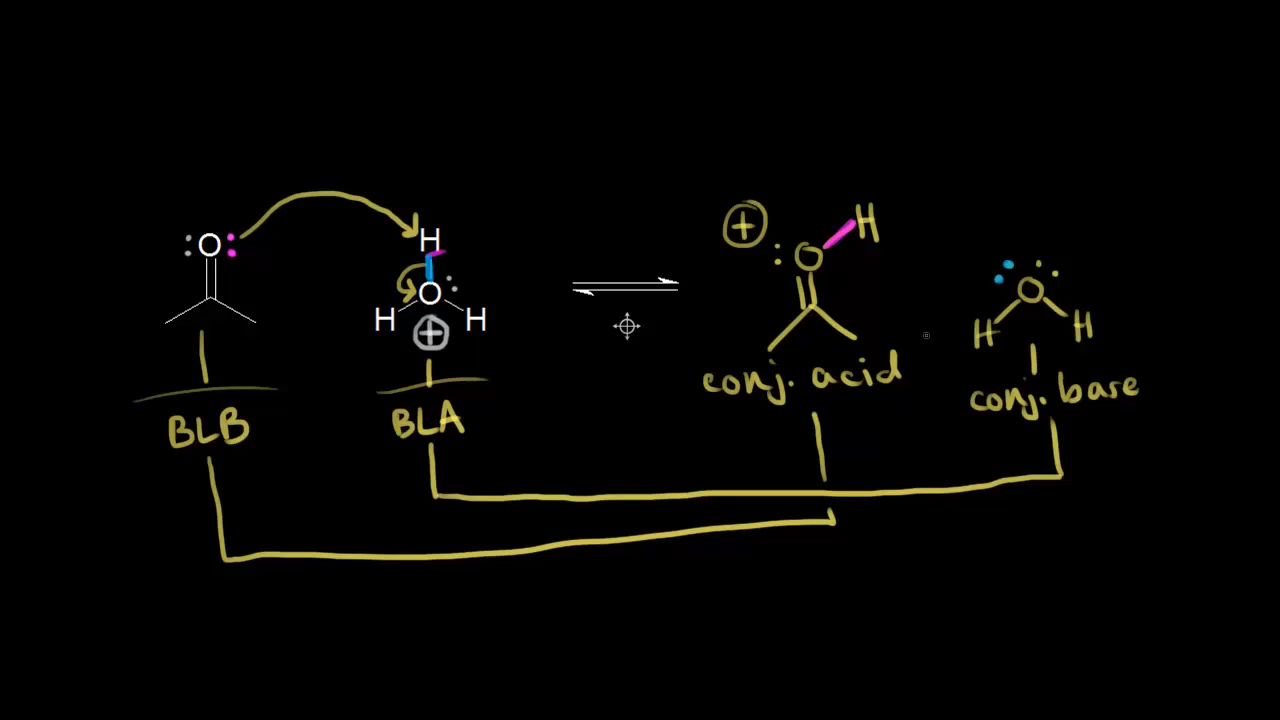 :O:
H
O :
H H
+
+
: O H
: O :
H H
conj. acid
conj. base
BLB
BLA